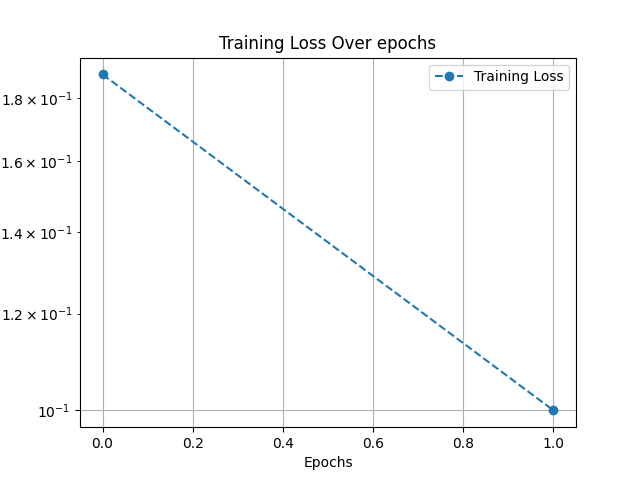 Training Loss Over epochs
Training Loss
1.8 × 10⁻¹
1.6 × 10⁻¹
1.4 × 10⁻¹
1.2 × 10⁻¹
10⁻¹
0.0 0.2 0.4 0.6 0.8 1.0
Epochs